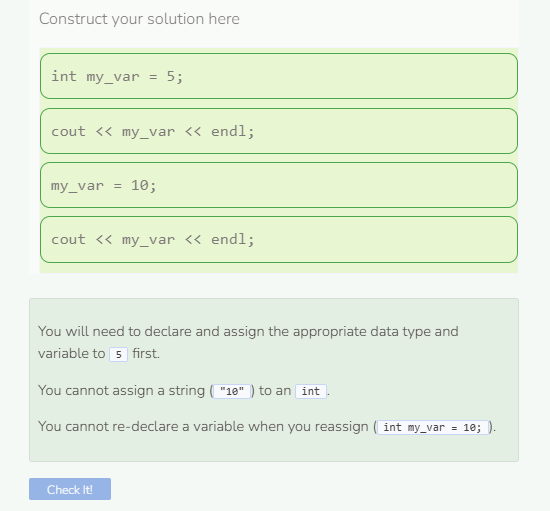 Construct your solution here
int my_var = 5;
cout << my_var << endl;
my_var = 10;
cout << my_var << endl;
You will need to declare and assign the appropriate data type and
variable to 5 first.
You cannot assign a string ("10") to an int.
You cannot re-declare a variable when you reassign (int my_var = 10;).
Check It!